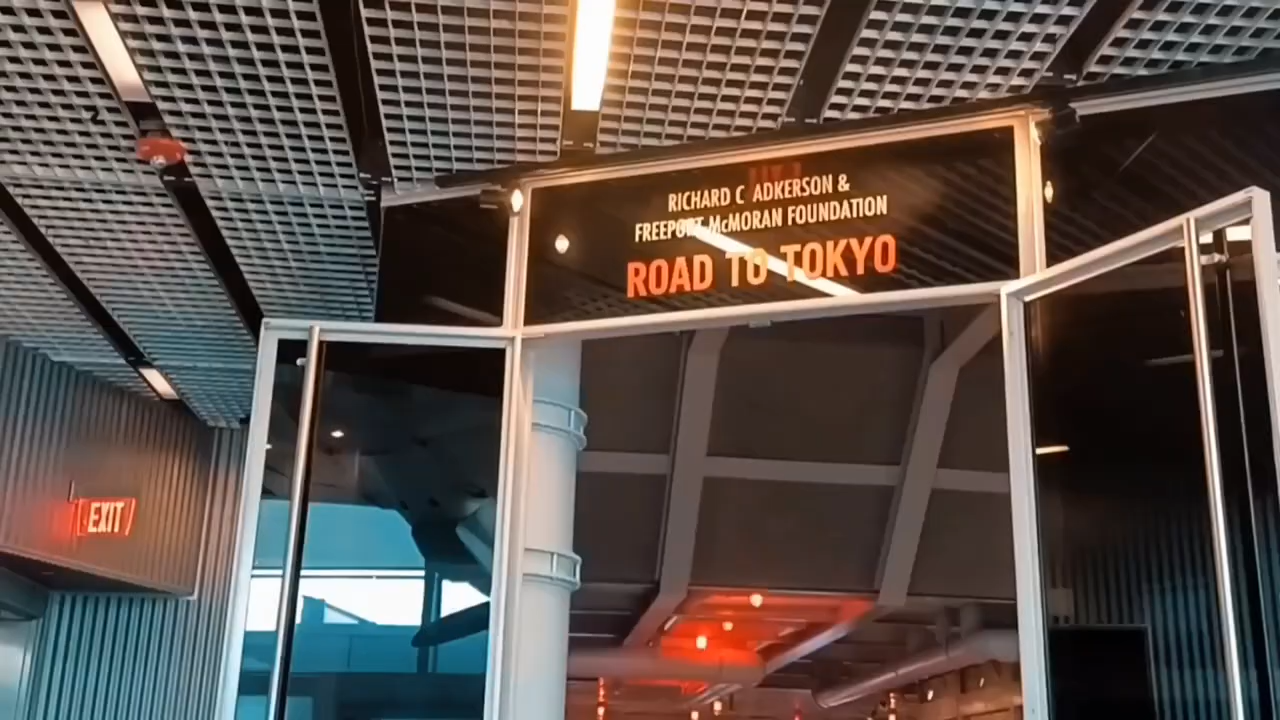 RICHARD C ADKERSON &
FREEPORT McMORAN FOUNDATION
ROAD TO TOKYO
EXIT